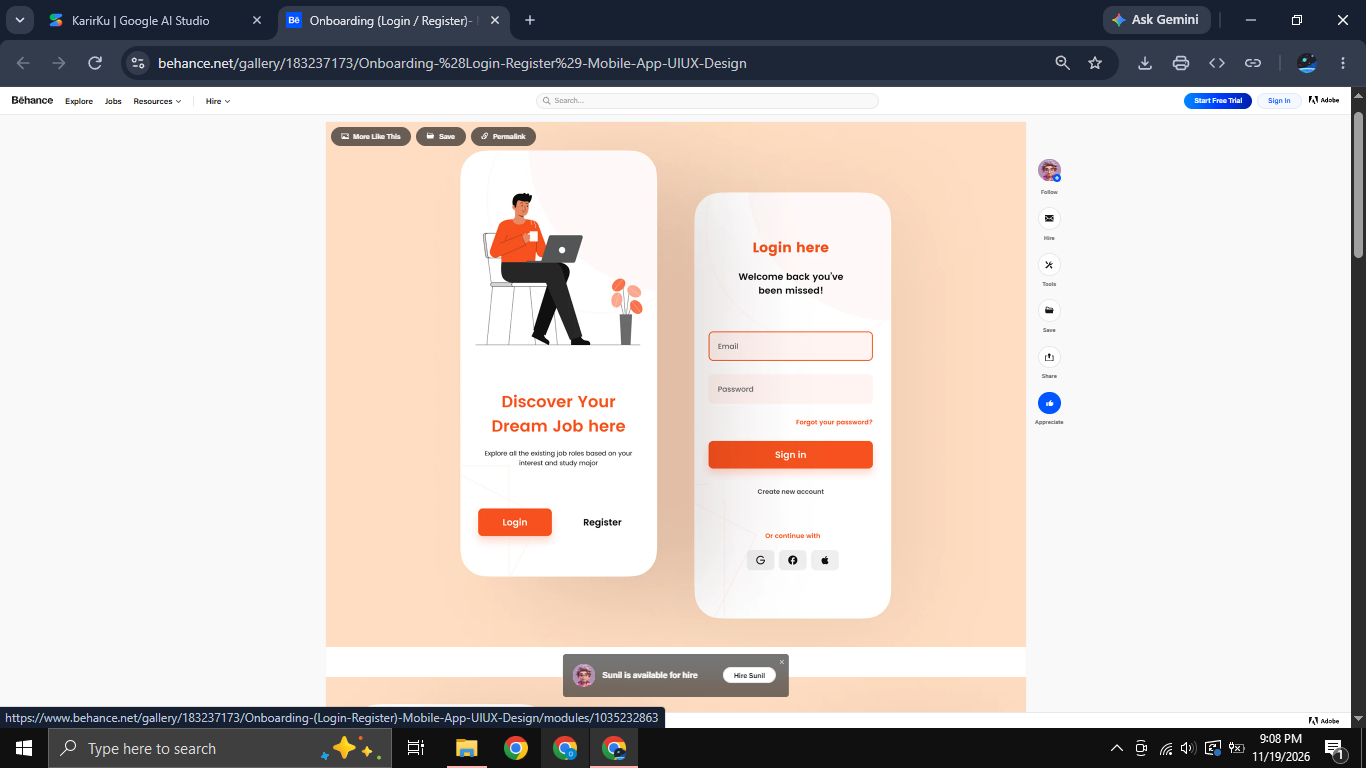 KarirKu | Google AI Studio
Onboarding (Login / Register)-
Ask Gemini
behance.net/gallery/183237173/Onboarding-%28Login-Register%29-Mobile-App-UIUX-Design
Bēhance
Explore
Jobs
Resources
Hire
Search...
Start Free Trial
Sign In
Adobe
More Like This
Save
Permalink
Discover Your
Dream Job here
Explore all the existing job roles based on your
interest and study major
Login
Register
Login here
Welcome back you've
been missed!
Email
Password
Forgot your password?
Sign in
Create new account
Or continue with
Follow
Hire
Tools
Save
Share
Appreciate
Sunil is available for hire
Hire Sunil
https://www.behance.net/gallery/183237173/Onboarding-(Login-Register)-Mobile-App-UIUX-Design/modules/1035232863
Adobe
Type here to search
9:08 PM
11/19/2026
1